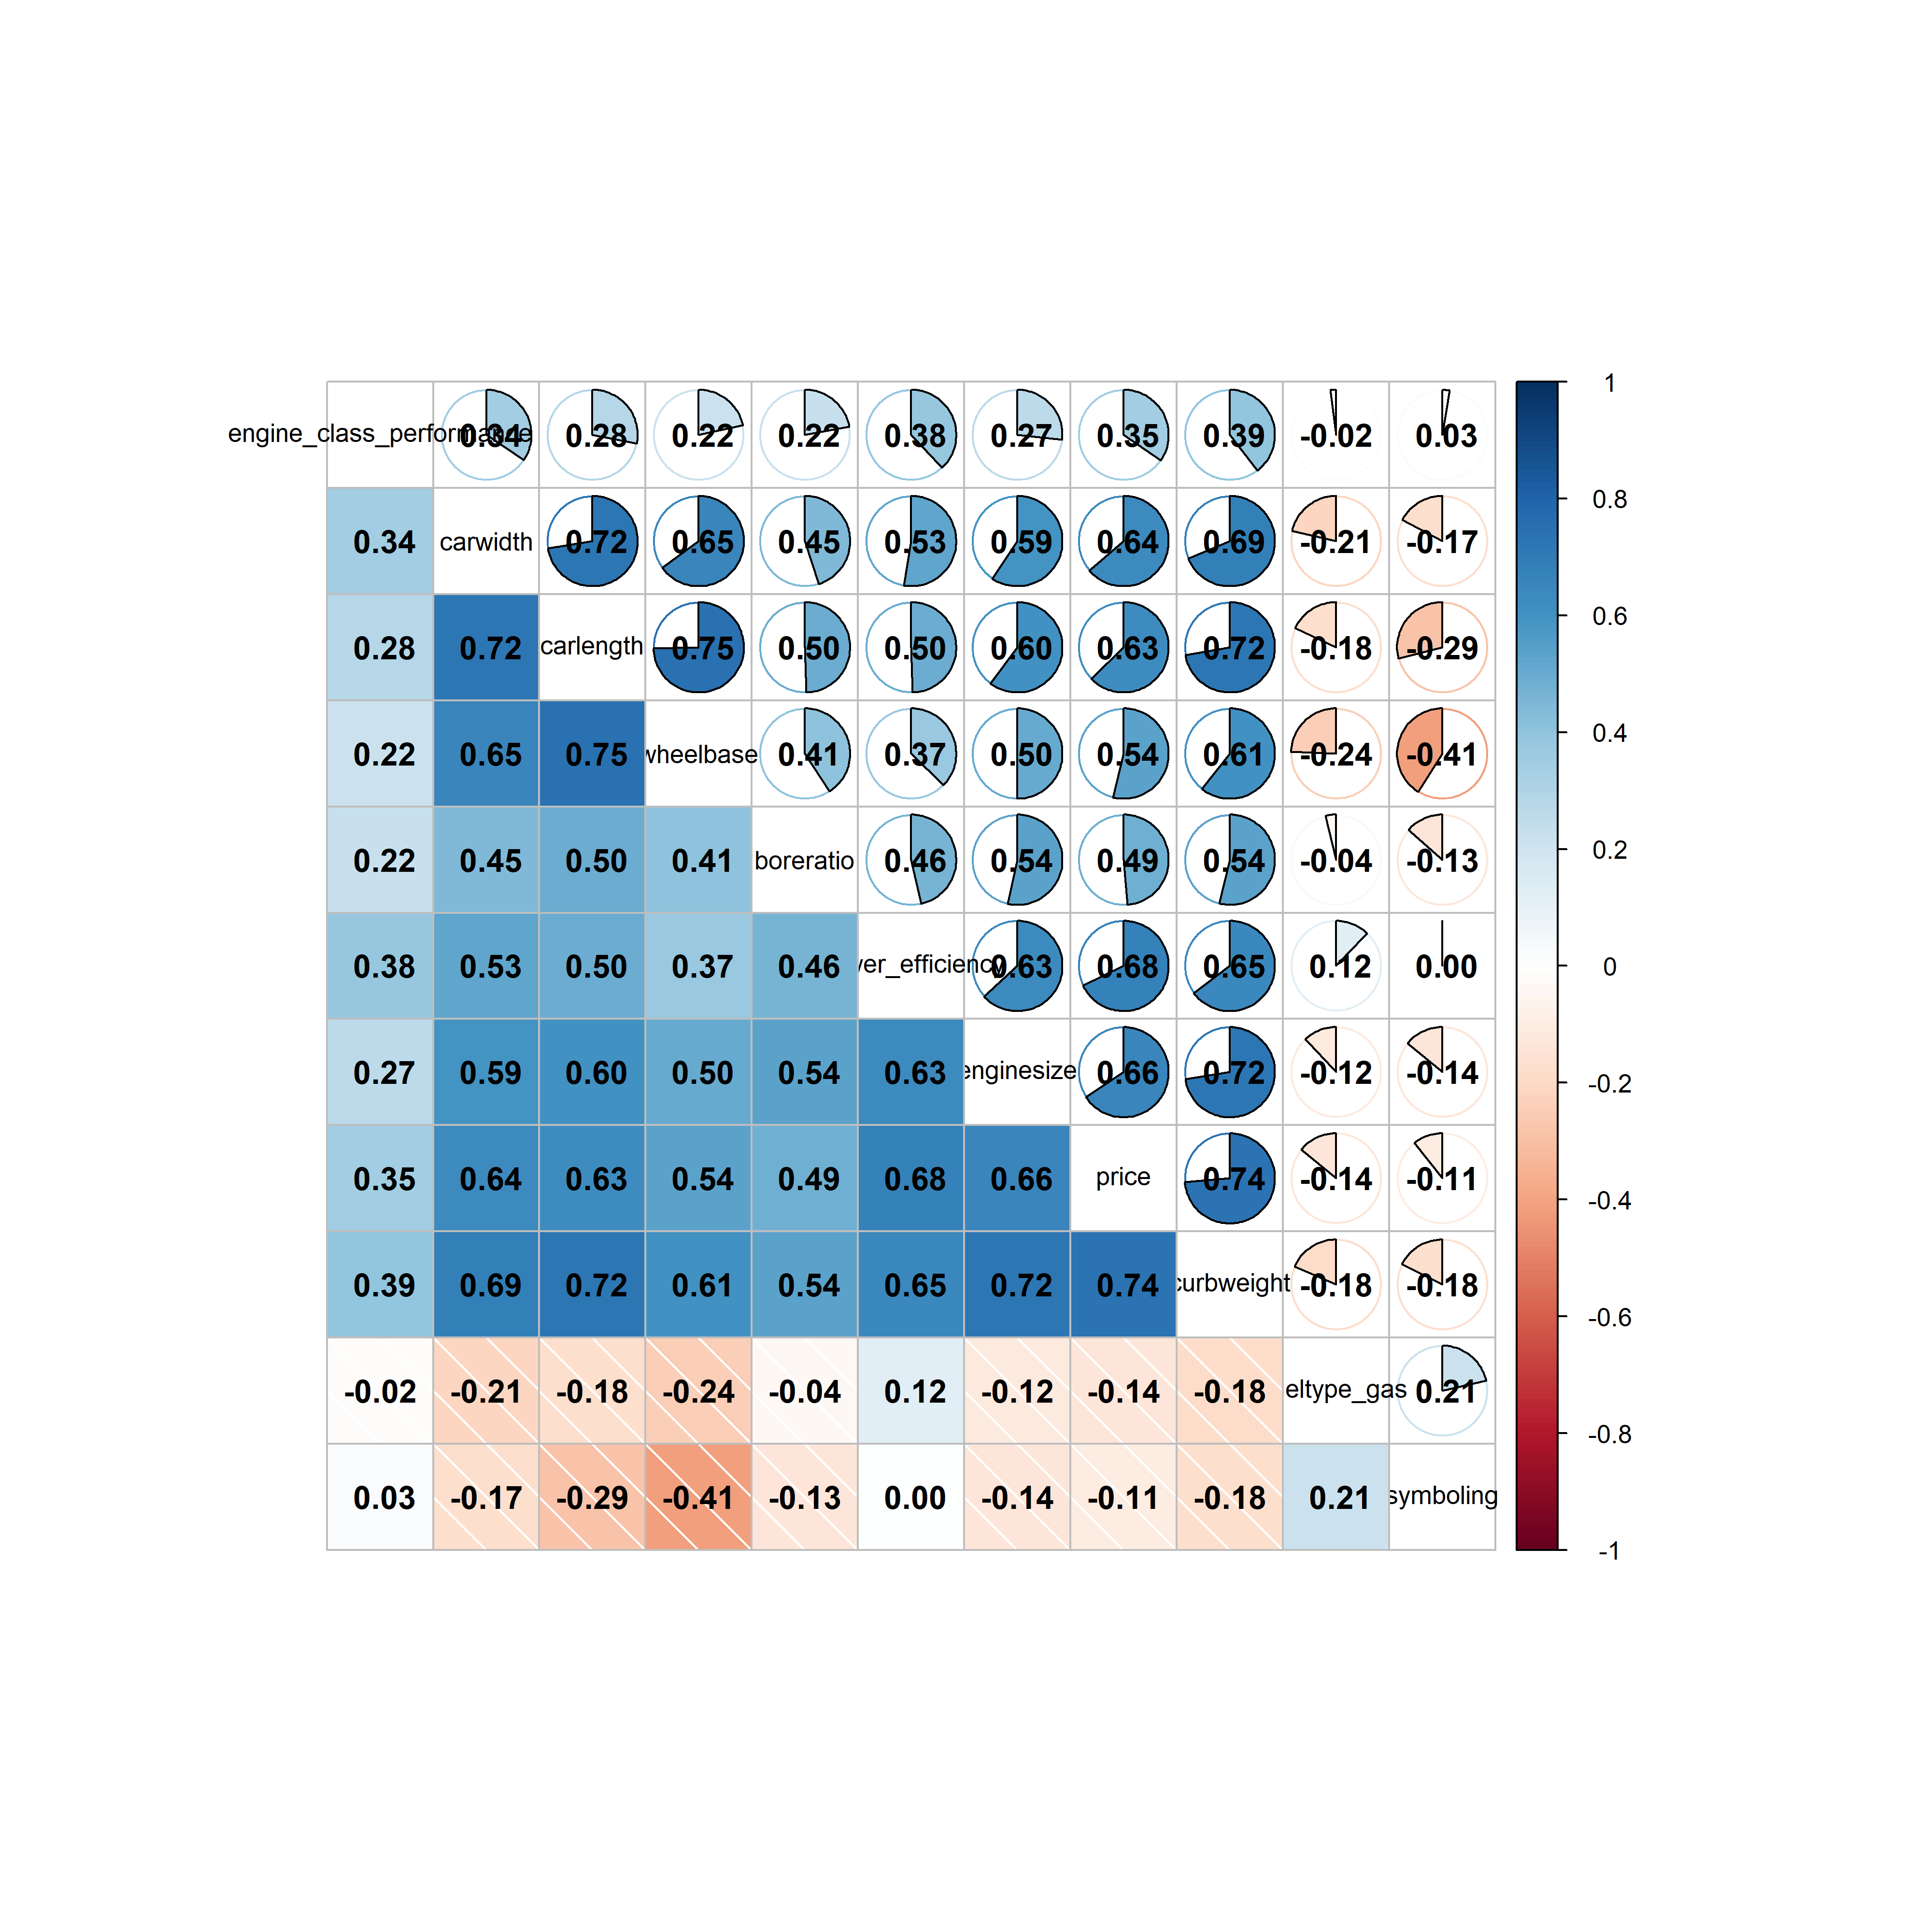 1
engine_class_performance 0.34 0.28 0.22 0.22 0.38 0.27 0.35 0.39 -0.02 0.03
0.8
0.34 carwidth 0.72 0.65 0.45 0.53 0.59 0.64 0.69 -0.21 -0.17
0.6
0.28 0.72 carlength 0.75 0.50 0.50 0.60 0.63 0.72 -0.18 -0.29
0.4
0.22 0.65 0.75 wheelbase 0.41 0.37 0.50 0.54 0.61 -0.24 -0.41
0.2
0.22 0.45 0.50 0.41 boreratio 0.46 0.54 0.49 0.54 -0.04 -0.13
0
0.38 0.53 0.50 0.37 0.46 ver_efficiency 0.63 0.68 0.65 0.12 0.00
0.27 0.59 0.60 0.50 0.54 0.63 enginesize 0.66 0.72 -0.12 -0.14
-0.2
0.35 0.64 0.63 0.54 0.49 0.68 0.66 price 0.74 -0.14 -0.11
-0.4
0.39 0.69 0.72 0.61 0.54 0.65 0.72 0.74 curbweight -0.18 -0.18
-0.6
-0.02 -0.21 -0.18 -0.24 -0.04 0.12 -0.12 -0.14 -0.18 eltype_gas 0.21
-0.8
0.03 -0.17 -0.29 -0.41 -0.13 0.00 -0.14 -0.11 -0.18 0.21 symboling
-1